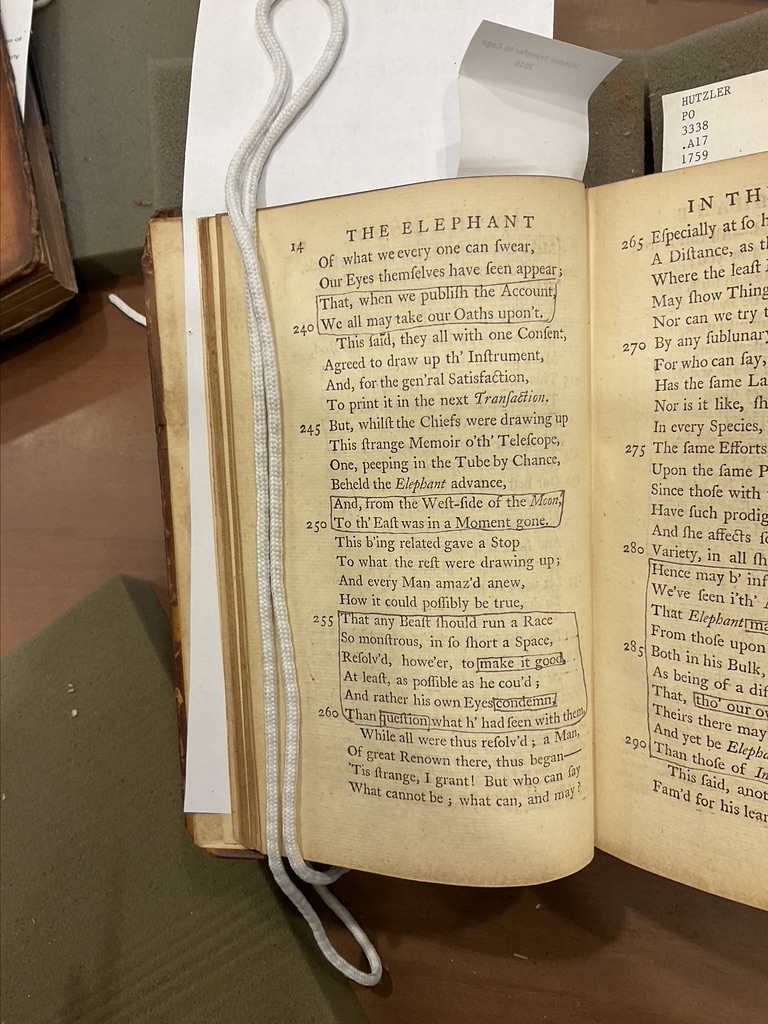 HUTZLER
PO
3338
.A17
1759
14 THE ELEPHANT
Of what we every one can ſwear,
Our Eyes themſelves have ſeen appear;
That, when we publiſh the Account,
240 We all may take our Oaths upon't.
This ſaid, they all with one Conſent,
Agreed to draw up th' Inſtrument,
And, for the gen'ral Satisfaction,
To print it in the next Tranſaction.
245 But, whilſt the Chiefs were drawing up
This ſtrange Memoir o'th' Teleſcope,
One, peeping in the Tube by Chance,
Beheld the Elephant advance,
And, from the Weſt-ſide of the Moon,
250 To th' Eaſt was in a Moment gone.
This b'ing related gave a Stop
To what the reſt were drawing up;
And every Man amaz'd anew,
How it could poſſibly be true,
255 That any Beaſt ſhould run a Race
So monſtrous, in ſo ſhort a Space,
Reſolv'd, howe'er, to make it good,
At leaſt, as poſſible as he cou'd;
And rather his own Eyes condemn,
260 Than queſtion what h' had ſeen with them.
While all were thus reſolv'd; a Man,
Of great Renown there, thus began—
'Tis ſtrange, I grant! But who can ſay
What cannot be; what can, and may?
IN TH
265 Eſpecially at ſo h
A Diſtance, as th
Where the leaſt
May ſhow Thing
Nor can we try t
270 By any ſublunary
For who can ſay,
Has the ſame La
Nor is it like, ſh
In every Species,
275 The ſame Efforts
Upon the ſame P
Since thoſe with
Have ſuch prodig
And ſhe affects ſo
280 Variety, in all ſh
Hence may b' inf
We've ſeen i'th'
That Elephant ma
From thoſe upon
285 Both in his Bulk,
As being of a dif
That, tho' our ow
Theirs there may
And yet be Elepha
290 Than thoſe of In
This ſaid, anot
Fam'd for his lear